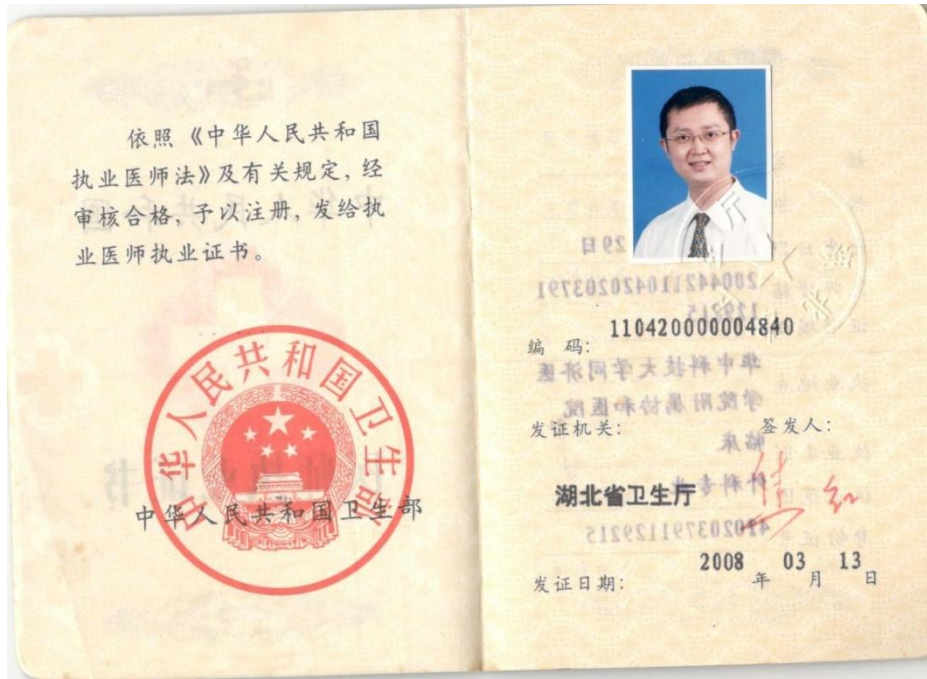 依照《中华人民共和国
执业医师法》及有关规定，经
审核合格，予以注册，发给执
业医师执业证书。
中华人民共和国卫生部
中华人民共和国卫生部
编 码： 110420000004840
发证机关： 签发人：
湖北省卫生厅
发证日期： 2008 年 03 月 13 日